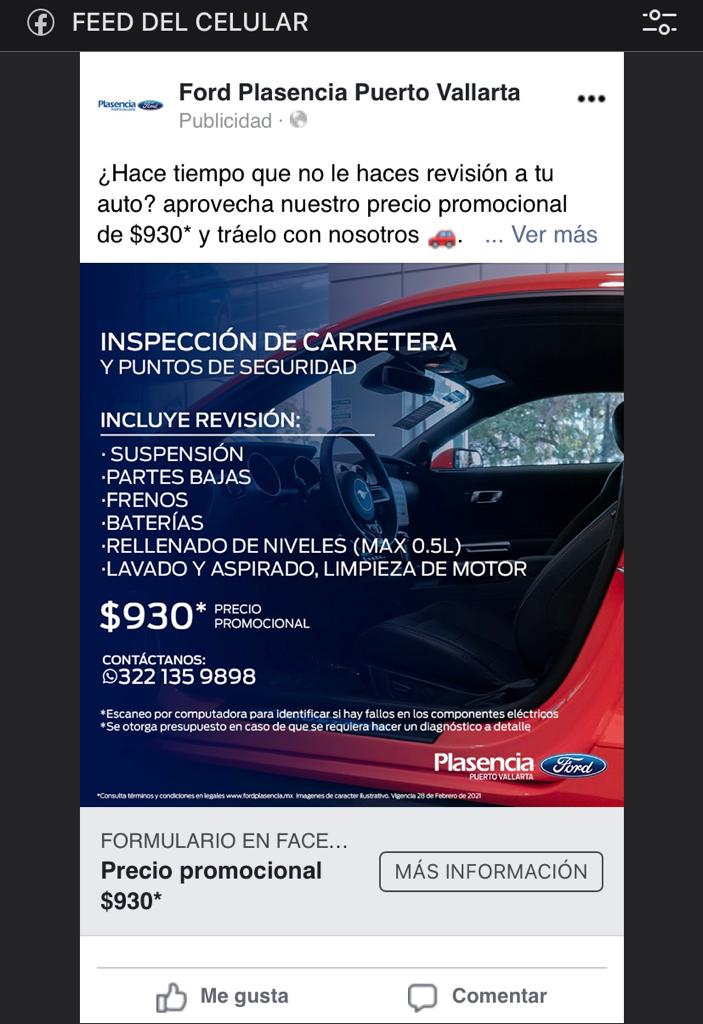 FEED DEL CELULAR
Plasencia Ford
Ford Plasencia Puerto Vallarta
Publicidad ·
¿Hace tiempo que no le haces revisión a tu
auto? aprovecha nuestro precio promocional
de $930* y tráelo con nosotros 🚗. ... Ver más
INSPECCIÓN DE CARRETERA
Y PUNTOS DE SEGURIDAD
INCLUYE REVISIÓN:
· SUSPENSIÓN
·PARTES BAJAS
·FRENOS
·BATERÍAS
·RELLENADO DE NIVELES (MAX 0.5L)
·LAVADO Y ASPIRADO, LIMPIEZA DE MOTOR
$930* PRECIO
PROMOCIONAL
CONTÁCTANOS:
322 135 9898
*Escaneo por computadora para identificar si hay fallos en los componentes eléctricos
*Se otorga presupuesto en caso de que se requiera hacer un diagnóstico a detalle
Plasencia Ford
PUERTO VALLARTA
*Consulta términos y condiciones en legales www.fordplasencia.mx Imagenes de caracter ilustrativo. Vigencia 28 de Febrero de 2021
FORMULARIO EN FACE...
Precio promocional
$930*
MÁS INFORMACIÓN
Me gusta
Comentar